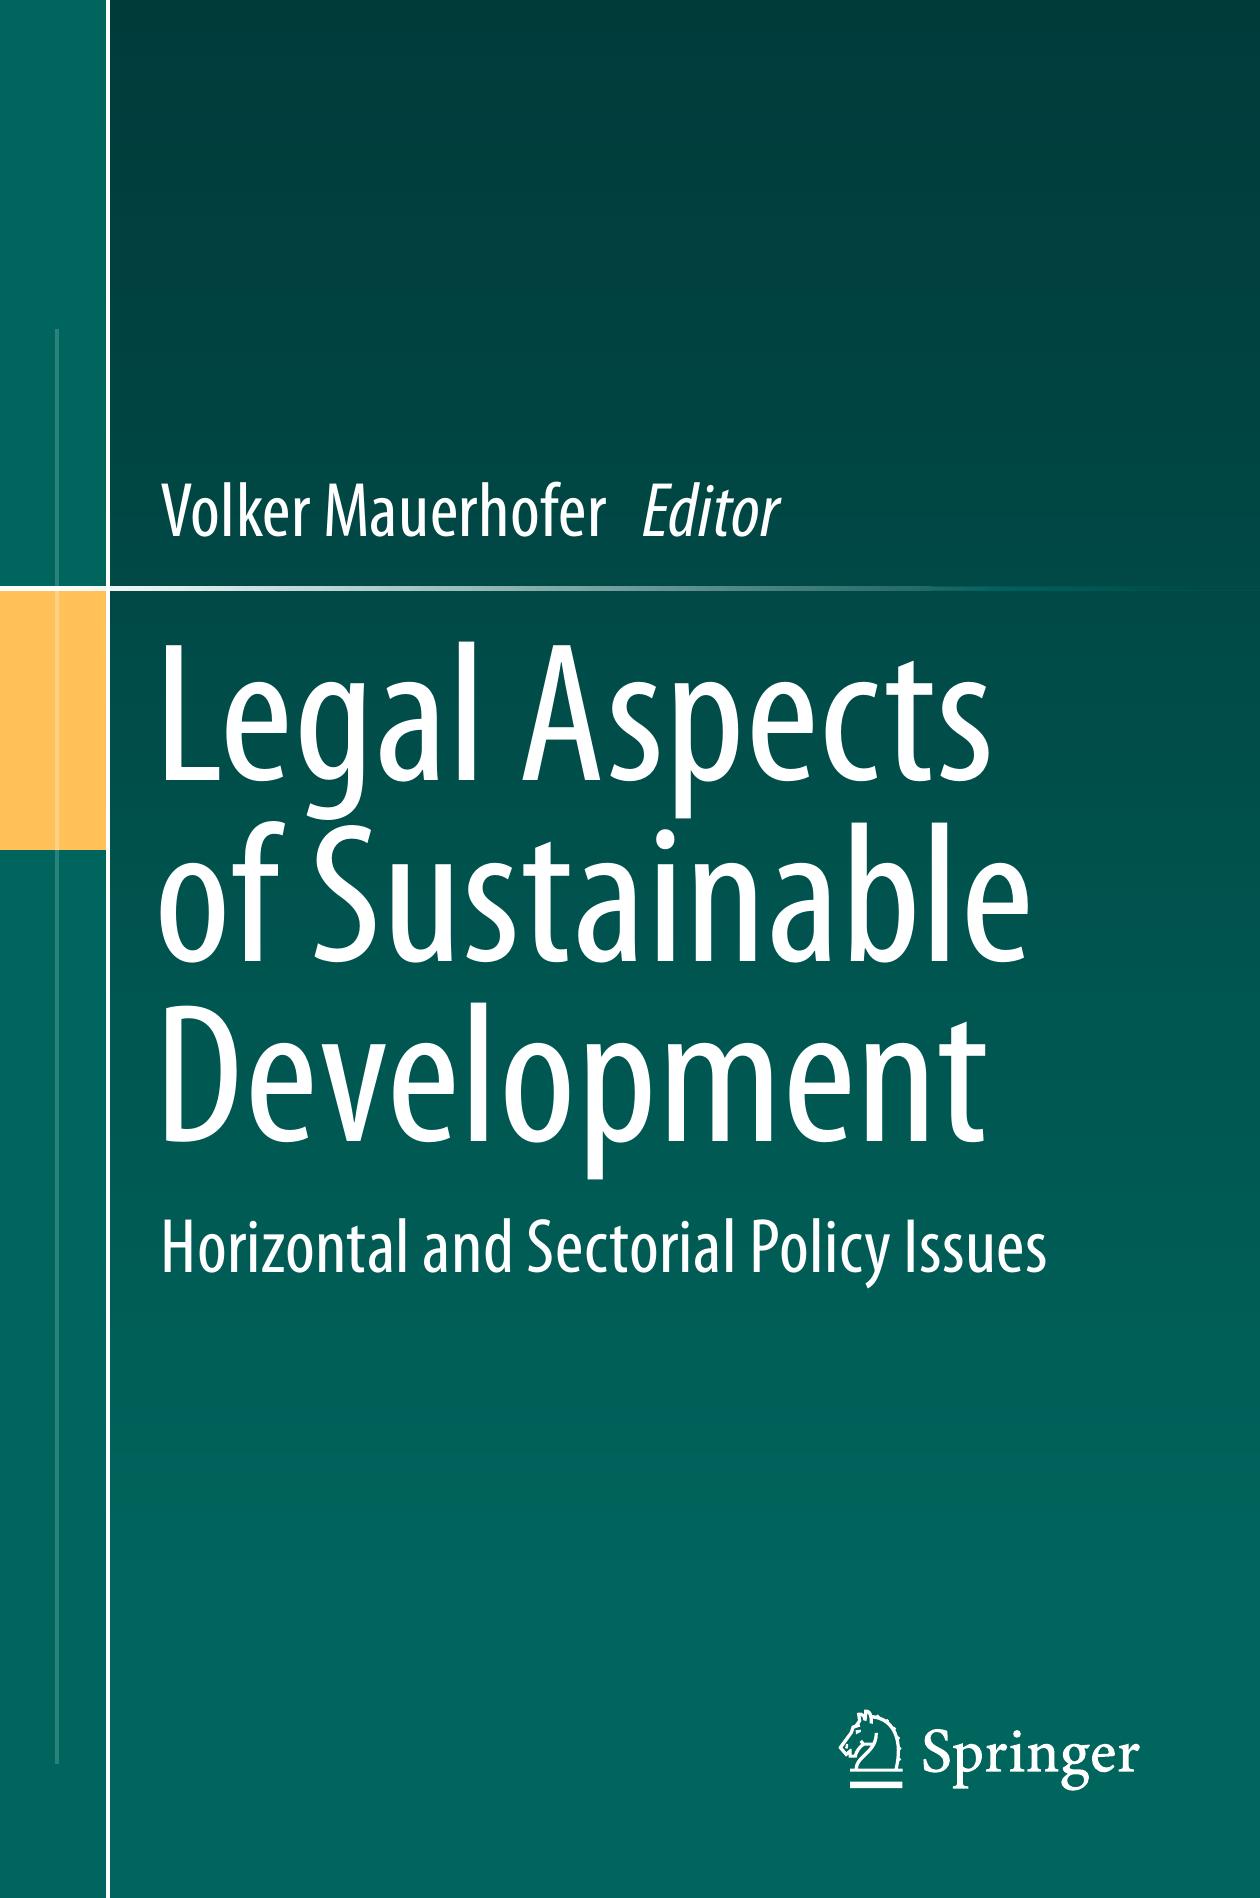 Volker Mauerhofer Editor
Legal Aspects
of Sustainable
Development
Horizontal and Sectorial Policy Issues
Springer